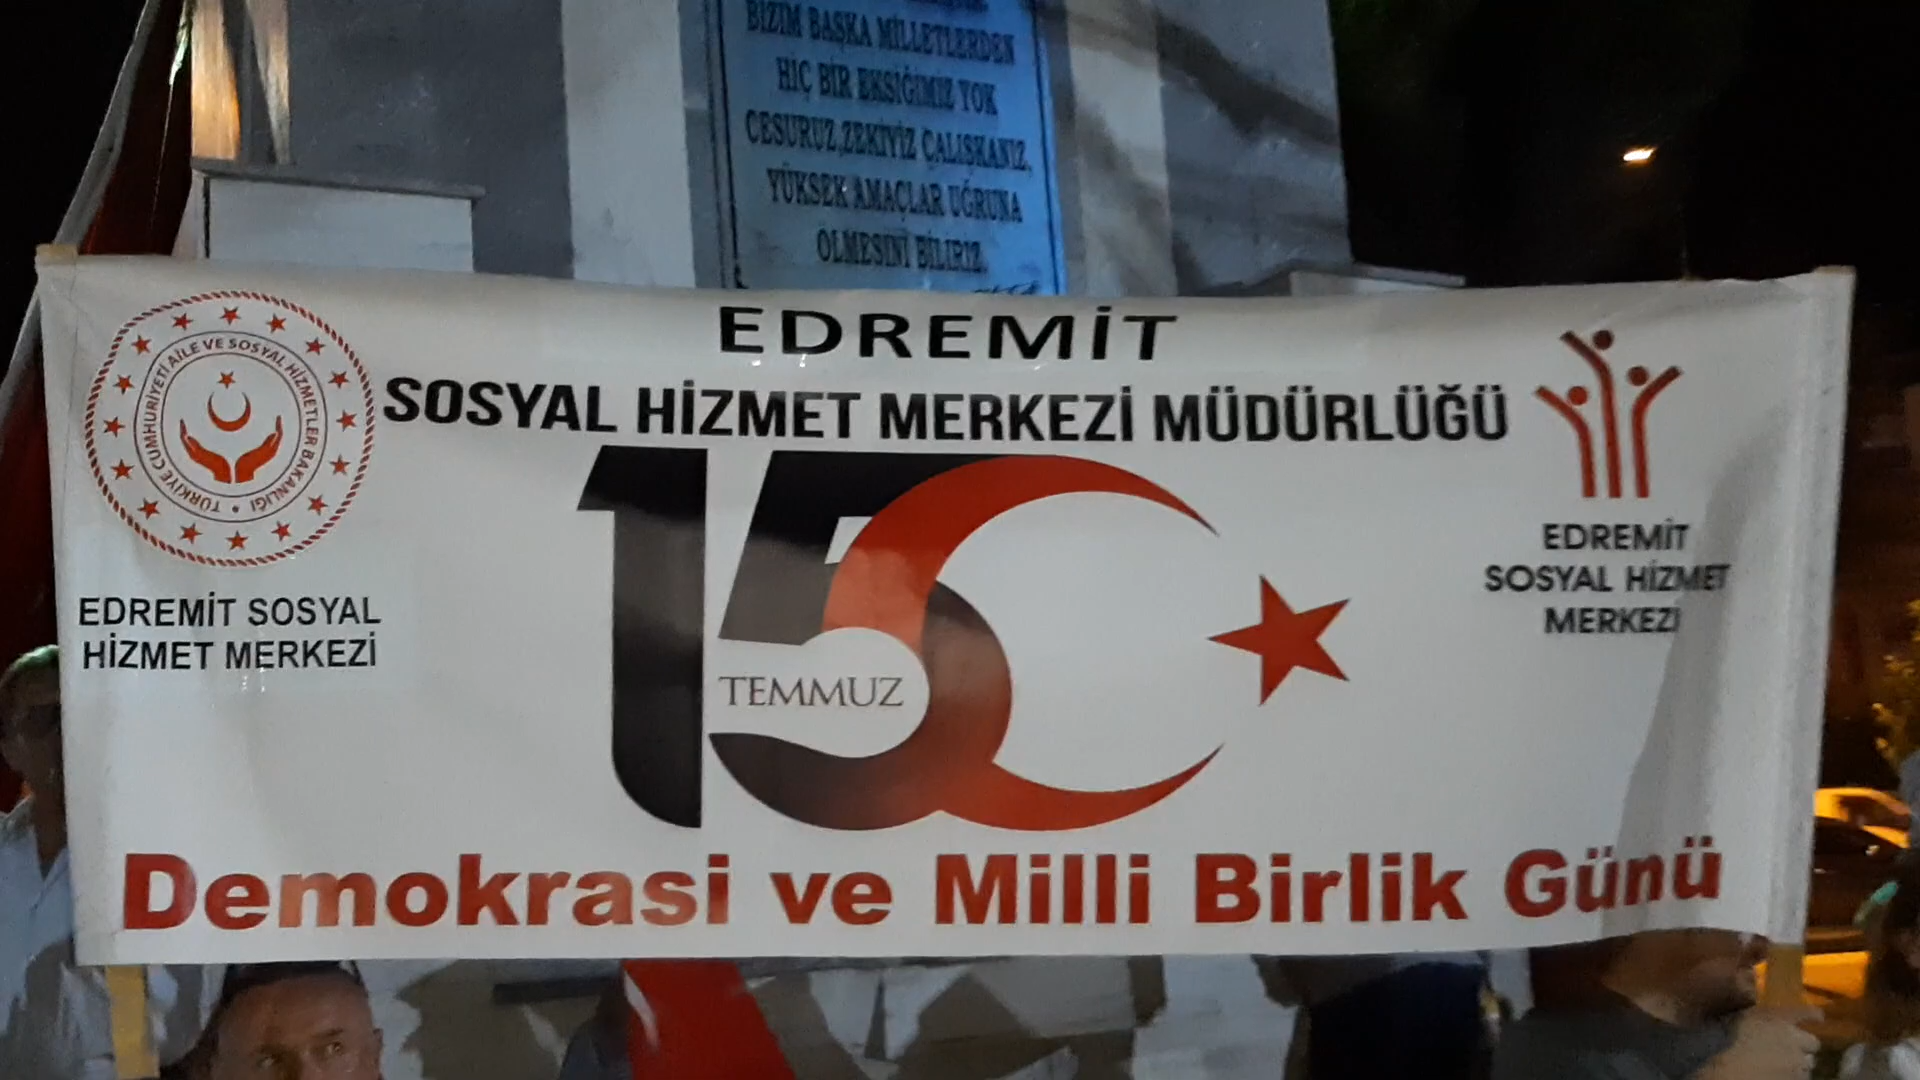 BİZİM BAŞKA MİLLETLERDEN
HİÇ BİR EKSİĞİMİZ YOK
CESURUZ,ZEKİYİZ ÇALIŞKANIZ,
YÜKSEK AMAÇLAR UĞRUNA
ÖLMESİNİ BİLİRİZ.
EDREMİT
SOSYAL HİZMET MERKEZİ MÜDÜRLÜĞÜ
TÜRKİYE CUMHURİYETİ AİLE VE SOSYAL HİZMETLER BAKANLIĞI
EDREMİT SOSYAL
HİZMET MERKEZİ
15
TEMMUZ
EDREMİT
SOSYAL HİZMET
MERKEZİ
Demokrasi ve Milli Birlik Günü